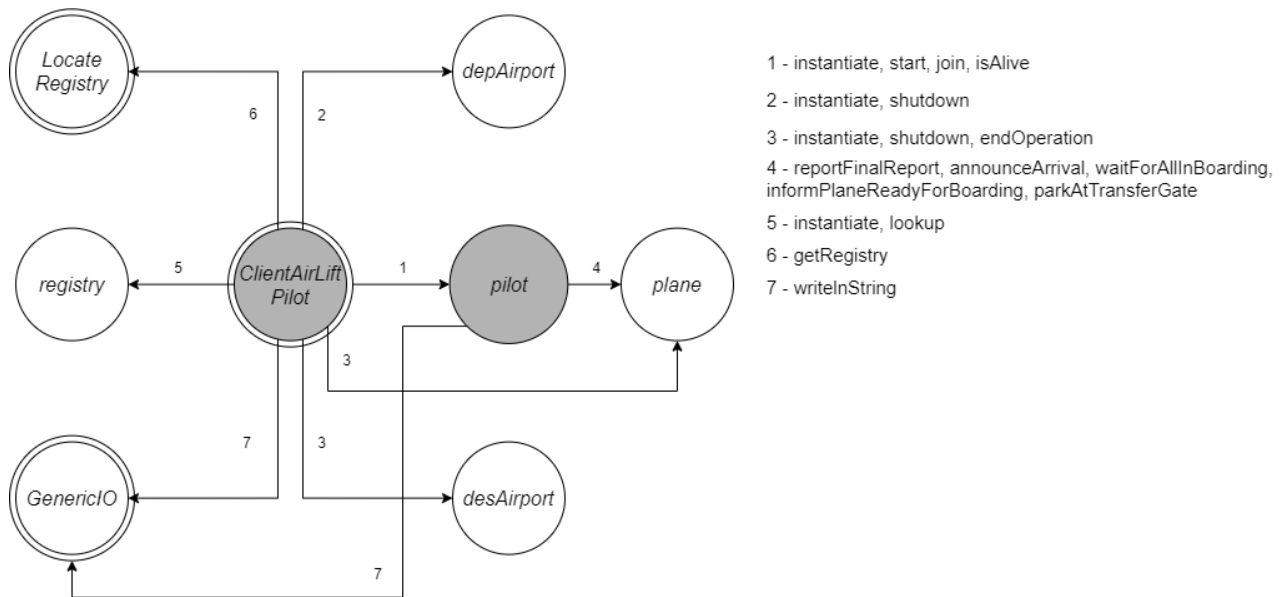 Locate
Registry
depAirport
6
2
registry
5
ClientAirLift
Pilot
1
pilot
4
plane
3
7
3
GenericIO
desAirport
7
1 - instantiate, start, join, isAlive
2 - instantiate, shutdown
3 - instantiate, shutdown, endOperation
4 - reportFinalReport, announceArrival, waitForAllInBoarding,
informPlaneReadyForBoarding, parkAtTransferGate
5 - instantiate, lookup
6 - getRegistry
7 - writeInString